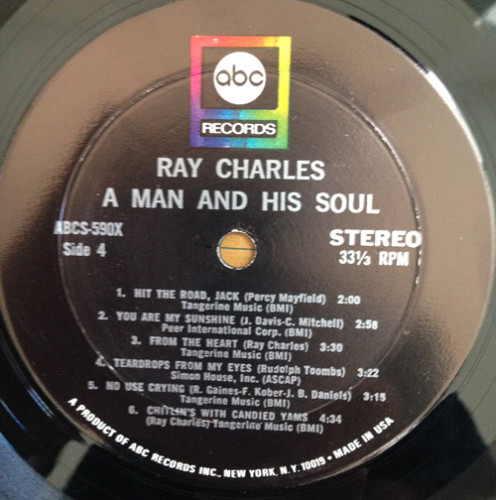 abc
RECORDS
RAY CHARLES
A MAN AND HIS SOUL
ABCS-590X
Side 4
STEREO
33⅓ RPM
1. HIT THE ROAD, JACK (Percy Mayfield) 2:00
Tangerine Music (BMI)
2. YOU ARE MY SUNSHINE (J. Davis-C. Mitchell) 2:58
Peer International Corp. (BMI)
3. FROM THE HEART (Ray Charles) 3:30
Tangerine Music (BMI)
4. TEARDROPS FROM MY EYES (Rudolph Toombs) 3:22
Simon House, Inc. (ASCAP)
5. NO USE CRYING (R. Gaines-F. Kober-J. B. Daniels) 3:15
Tangerine Music (BMI)
6. CHITLIN'S WITH CANDIED YAMS 4:34
(Ray Charles) Tangerine Music (BMI)
A PRODUCT OF ABC RECORDS INC., NEW YORK, N.Y. 10019 • MADE IN USA